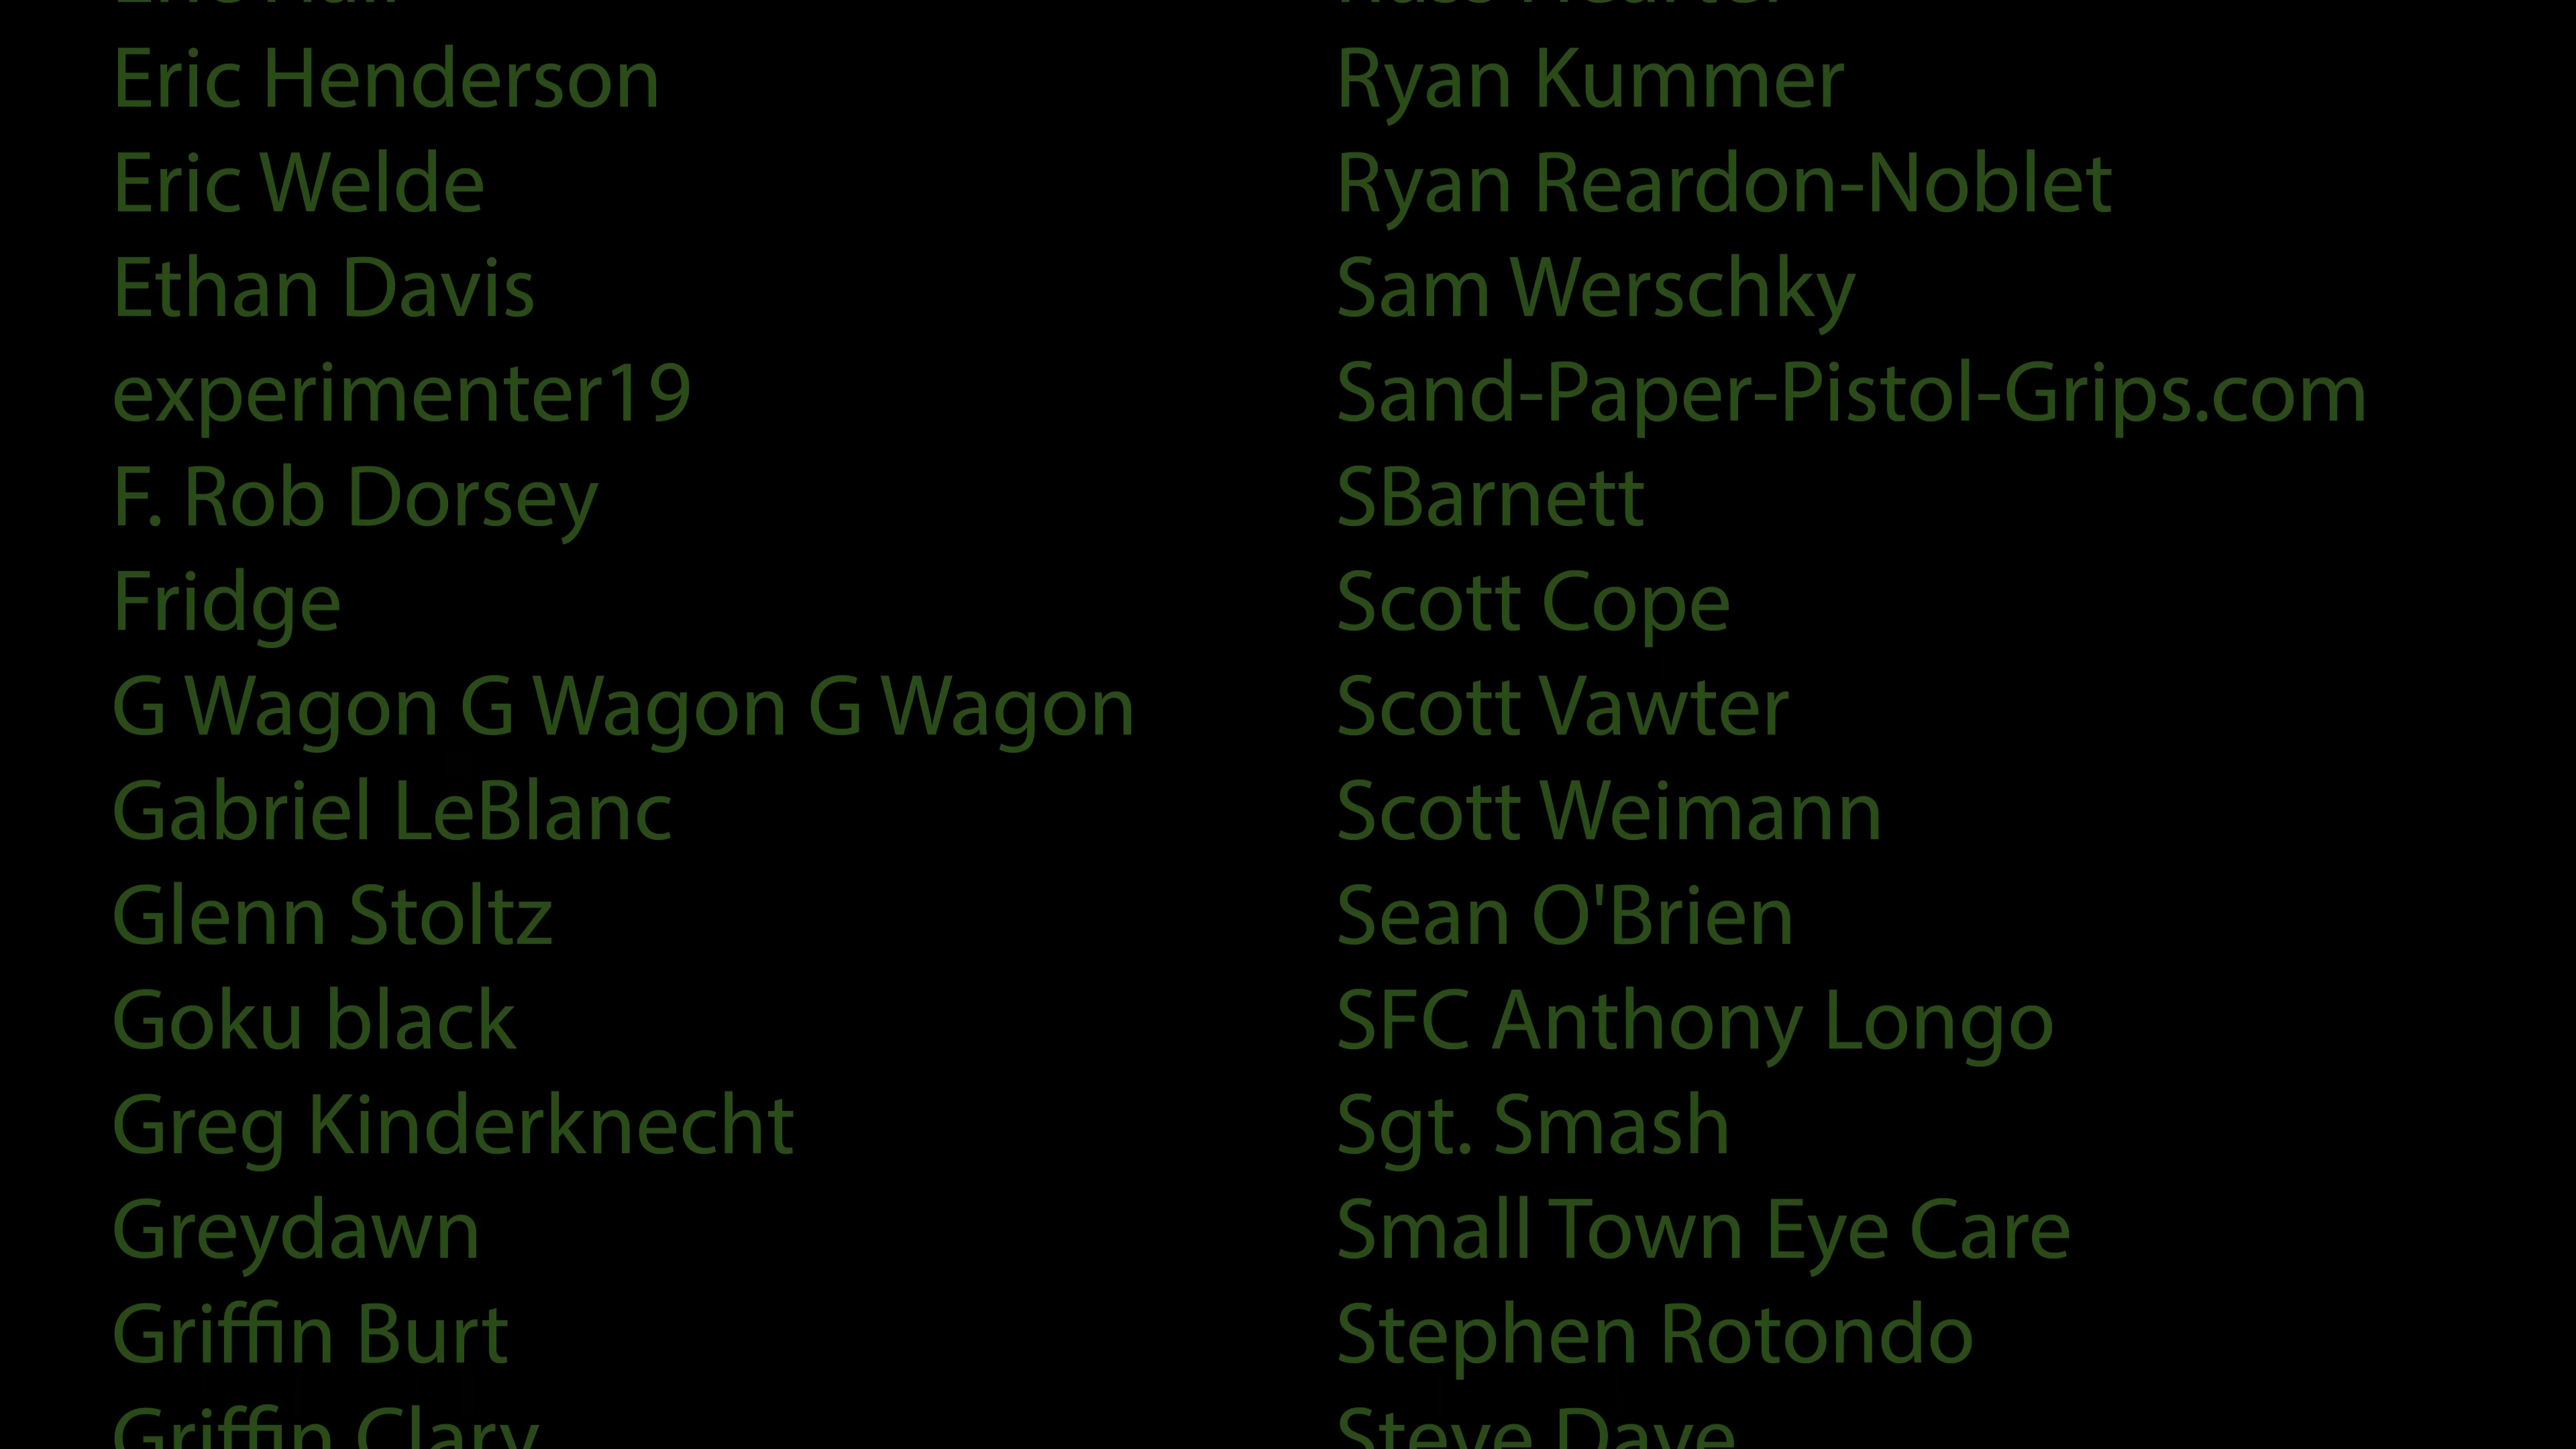 Eric Henderson
Eric Welde
Ethan Davis
experimenter19
F. Rob Dorsey
Fridge
G Wagon G Wagon G Wagon
Gabriel LeBlanc
Glenn Stoltz
Goku black
Greg Kinderknecht
Greydawn
Griffin Burt
Griffin Clary
Ryan Kummer
Ryan Reardon-Noblet
Sam Werschky
Sand-Paper-Pistol-Grips.com
SBarnett
Scott Cope
Scott Vawter
Scott Weimann
Sean O'Brien
SFC Anthony Longo
Sgt. Smash
Small Town Eye Care
Stephen Rotondo
Steve Dave